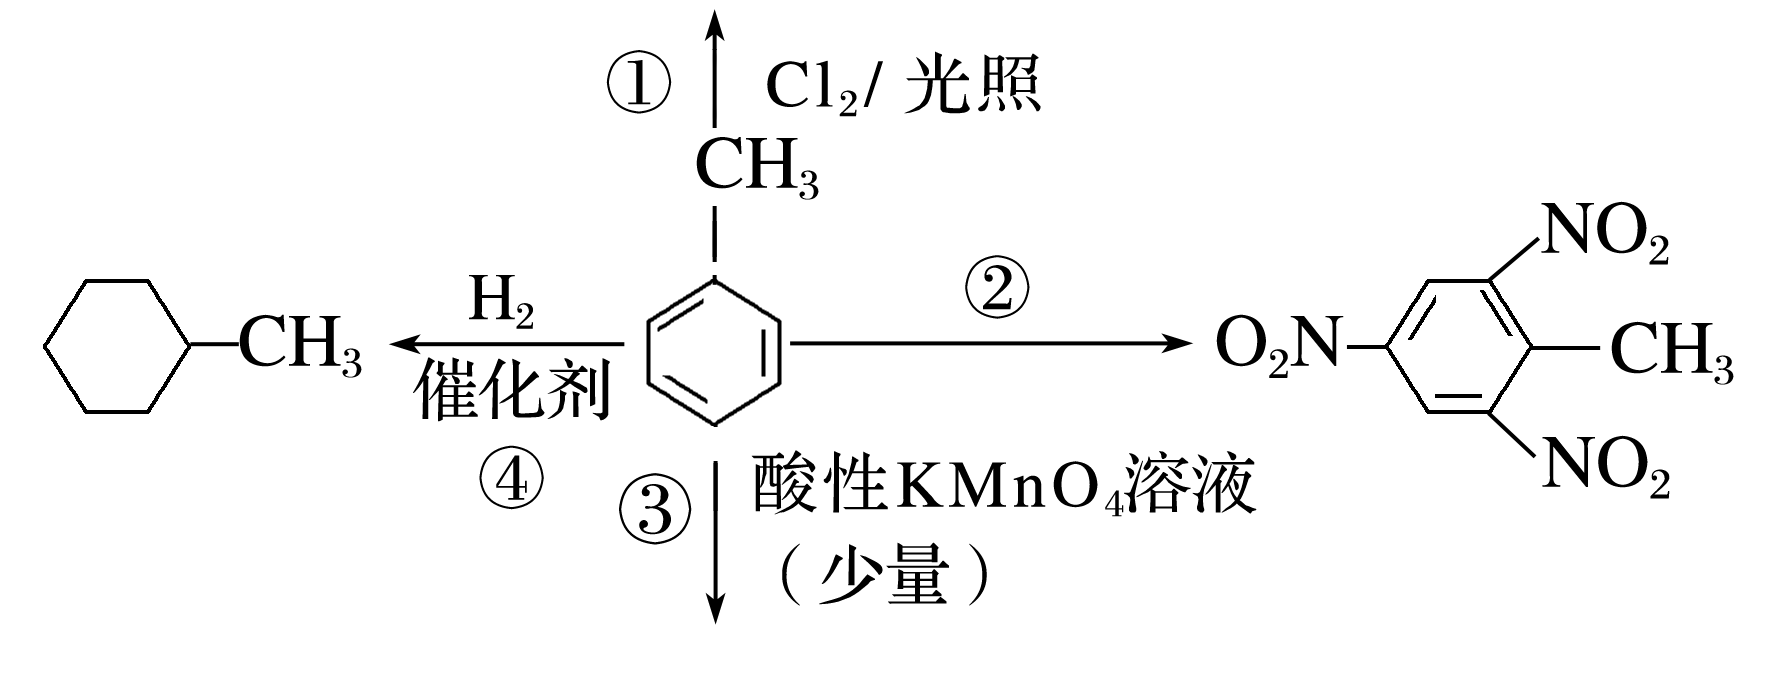 ① Cl₂/ 光照
CH₃
NO₂
H₂
②
CH₃
O₂N
CH₃
催化剂
NO₂
④
③
酸性KMnO₄溶液
（少量）